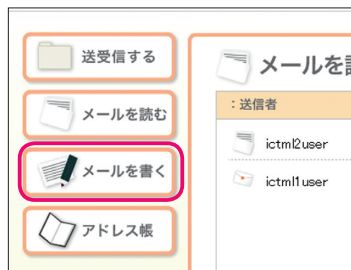 送受信する
メールを読む
メールを書く
アドレス帳
メールを
：送信者
ictml2user
ictml1user